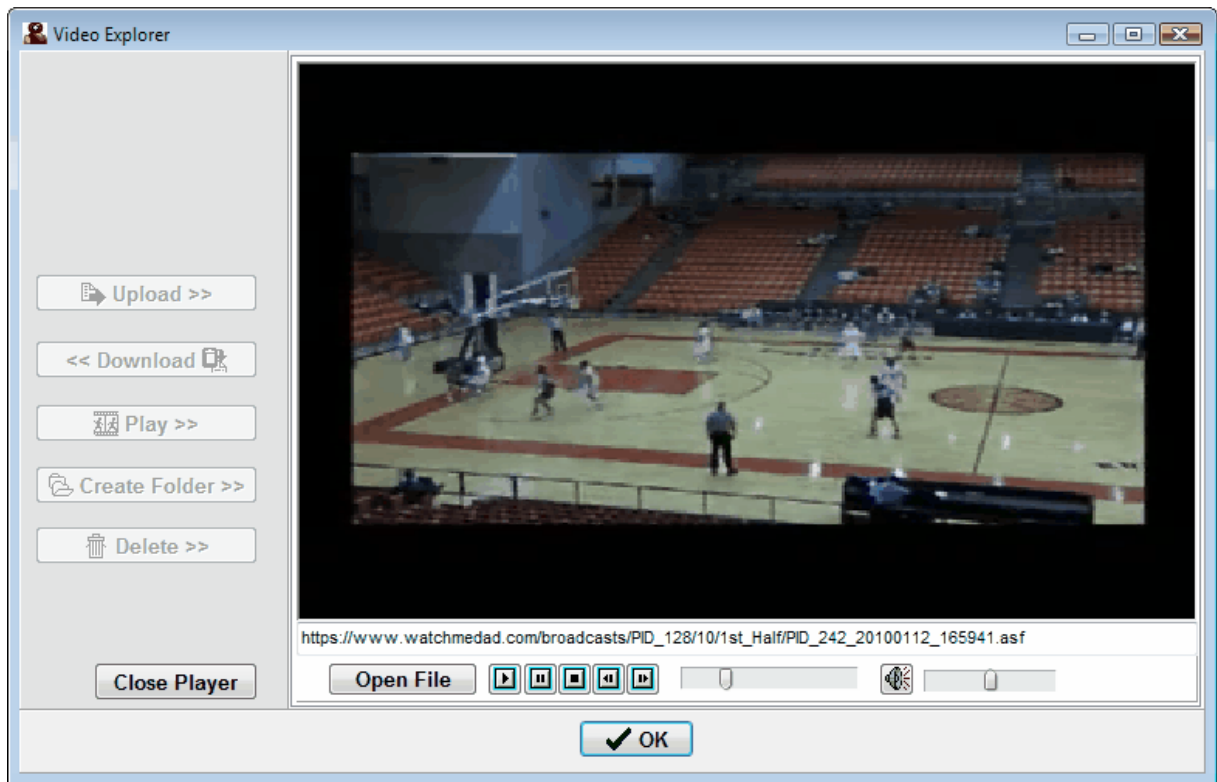 Video Explorer
Upload >>
<< Download
Play >>
Create Folder >>
Delete >>
https://www.watchmedad.com/broadcasts/PID_128/10/1st_Half/PID_242_20100112_165941.asf
Close Player
Open File
OK